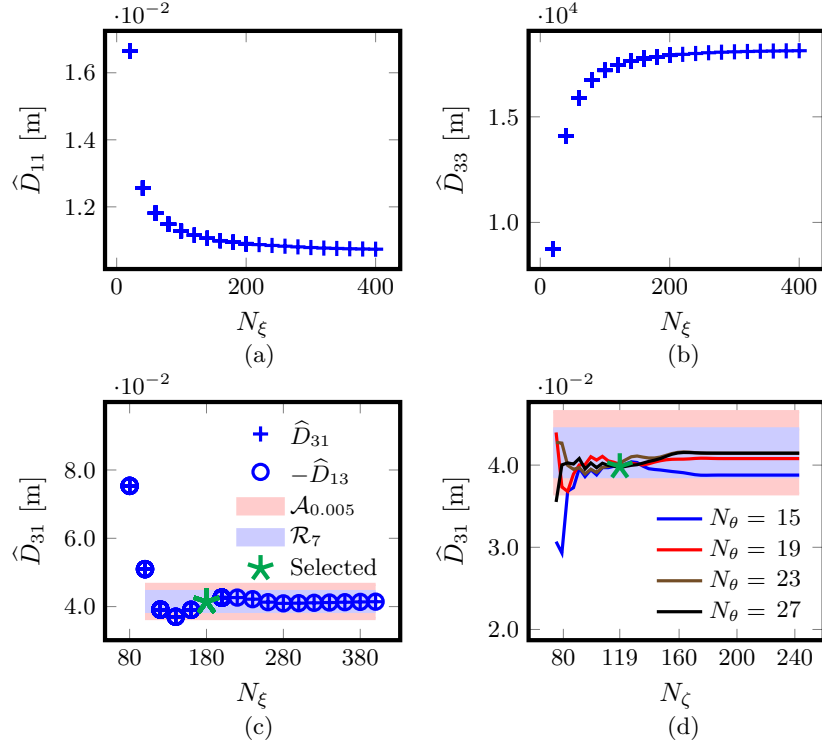 ·10⁻²
1.6
1.2
D̂₁₁ [m]
0
200
400
N_ξ
(a)
·10⁴
1.5
1.0
D̂₃₃ [m]
0
200
400
N_ξ
(b)
·10⁻²
8.0
6.0
4.0
D̂₃₁ [m]
D̂₃₁
−D̂₁₃
𝒜₀.₀₀₅
ℛ₇
Selected
80
180
280
380
N_ξ
(c)
·10⁻²
4.0
3.0
2.0
D̂₃₁ [m]
N_θ = 15
N_θ = 19
N_θ = 23
N_θ = 27
80
119
160
200
240
N_ζ
(d)